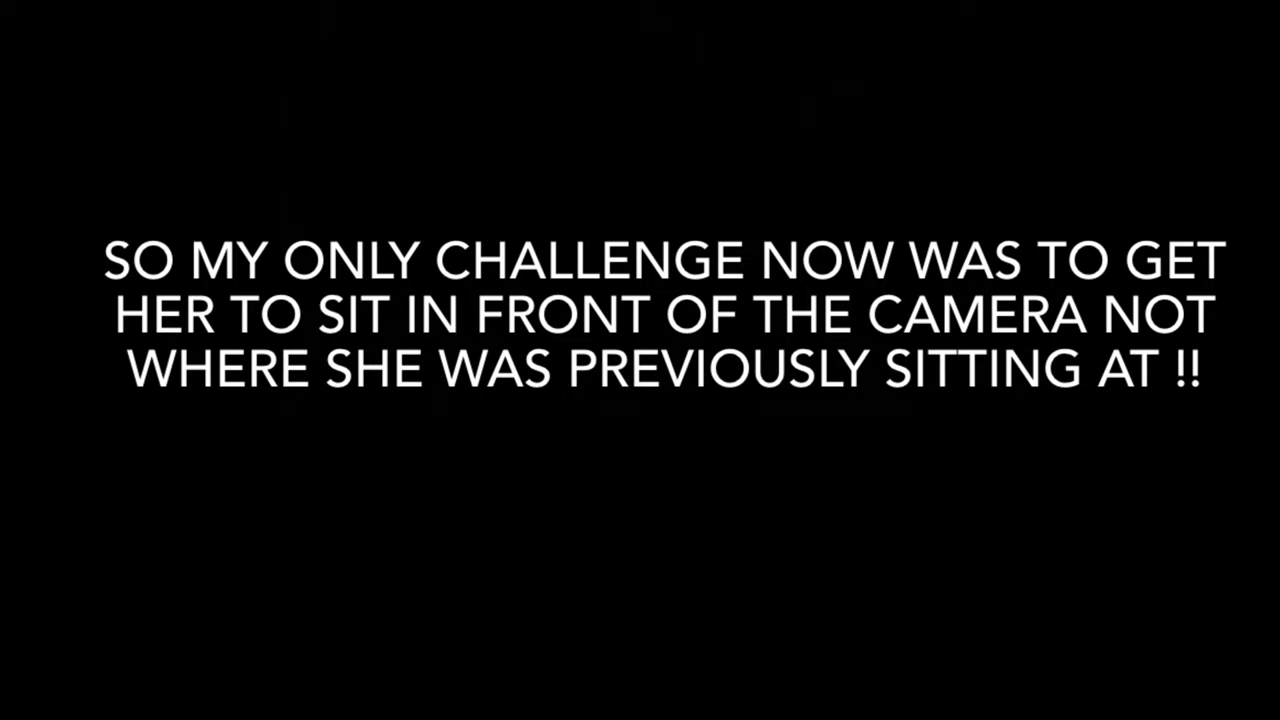 SO MY ONLY CHALLENGE NOW WAS TO GET
HER TO SIT IN FRONT OF THE CAMERA NOT
WHERE SHE WAS PREVIOUSLY SITTING AT !!